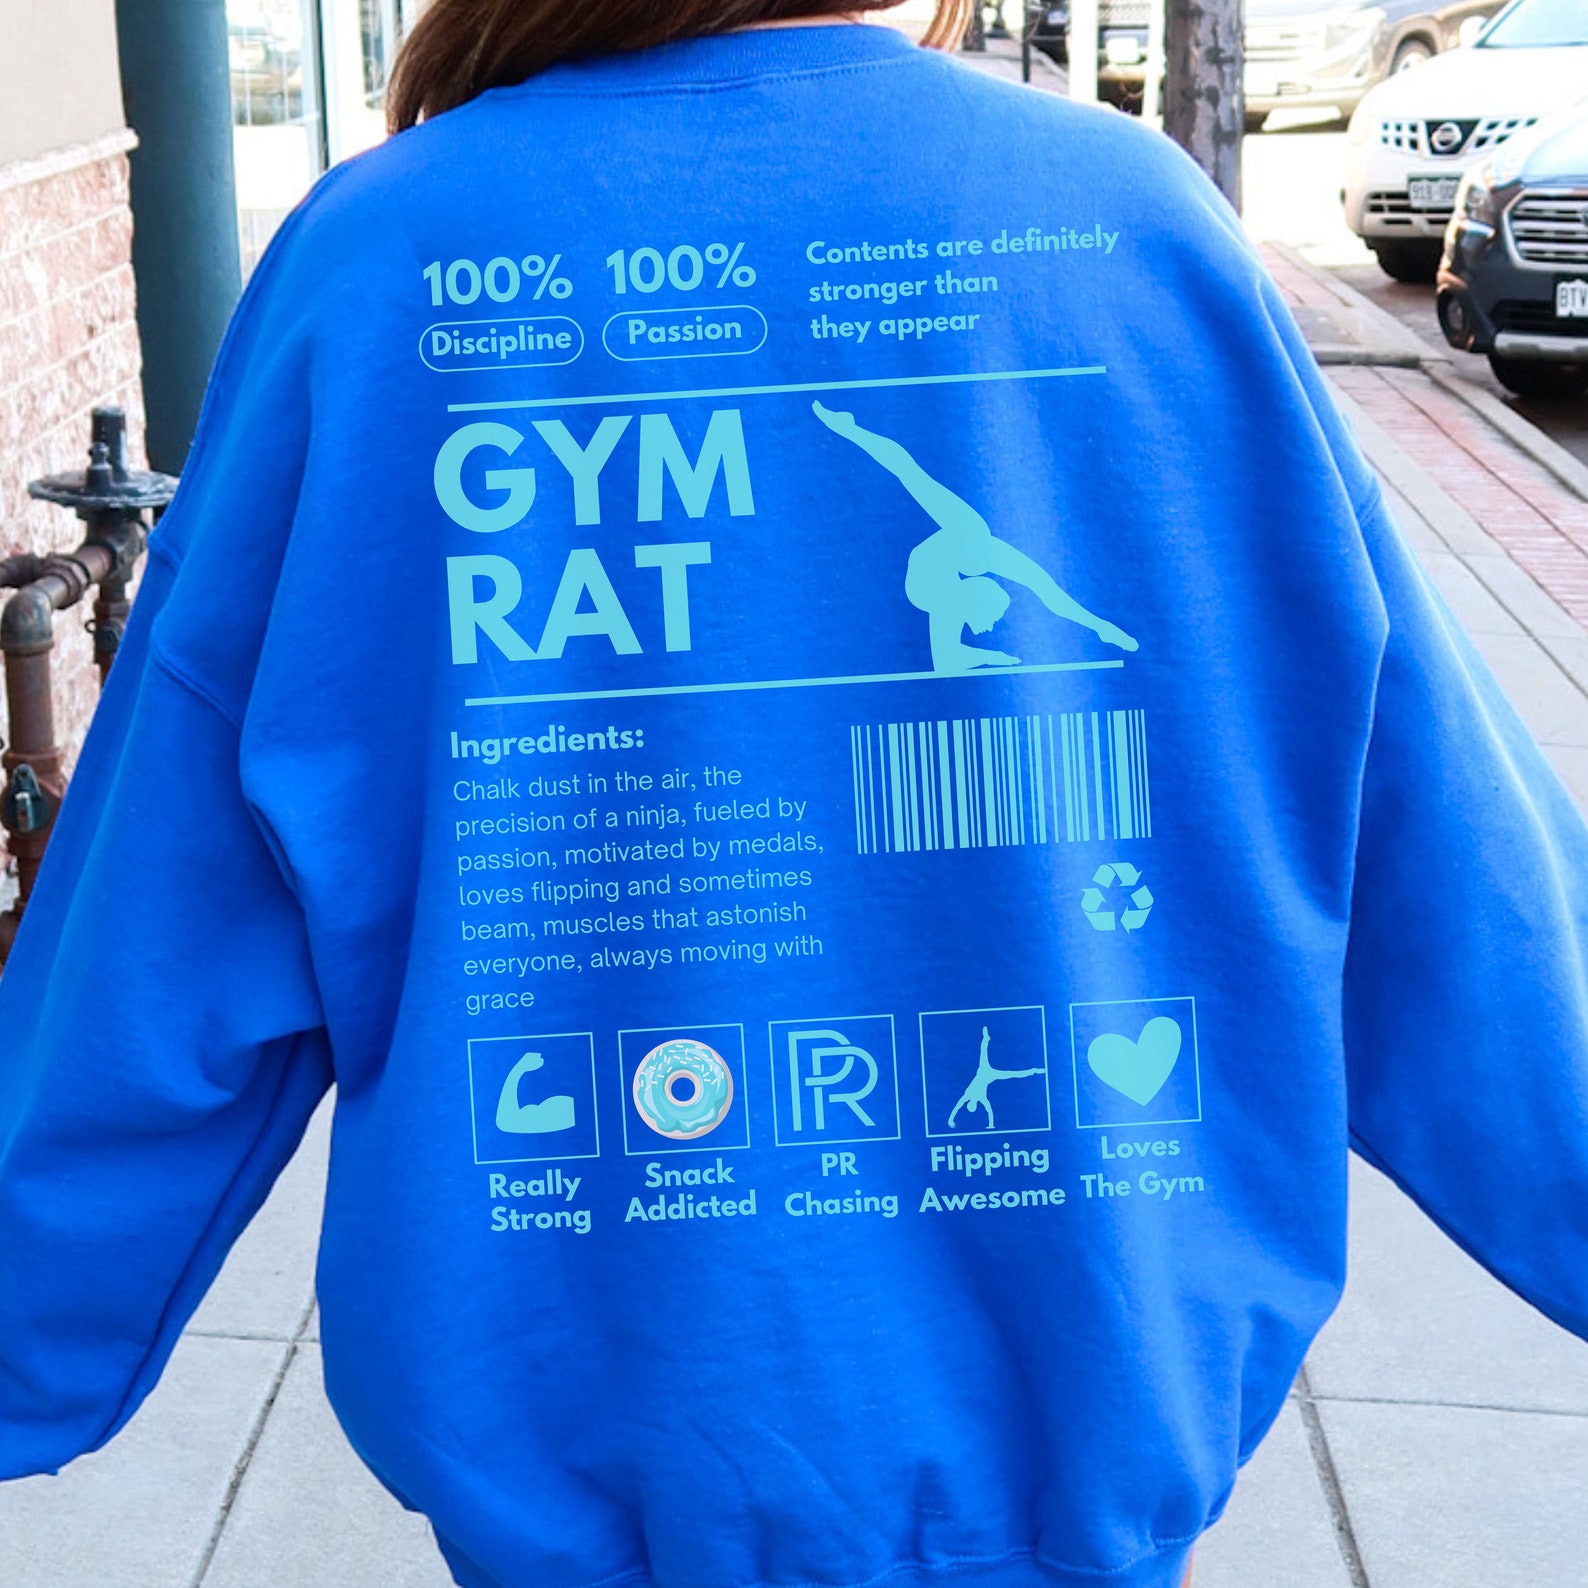 100% 100%
Discipline Passion
Contents are definitely
stronger than
they appear
GYM
RAT
Ingredients:
Chalk dust in the air, the
precision of a ninja, fueled by
passion, motivated by medals,
loves flipping and sometimes
beam, muscles that astonish
everyone, always moving with
grace
PR
Really
Strong
Snack
Addicted
PR
Chasing
Flipping
Awesome
Loves
The Gym